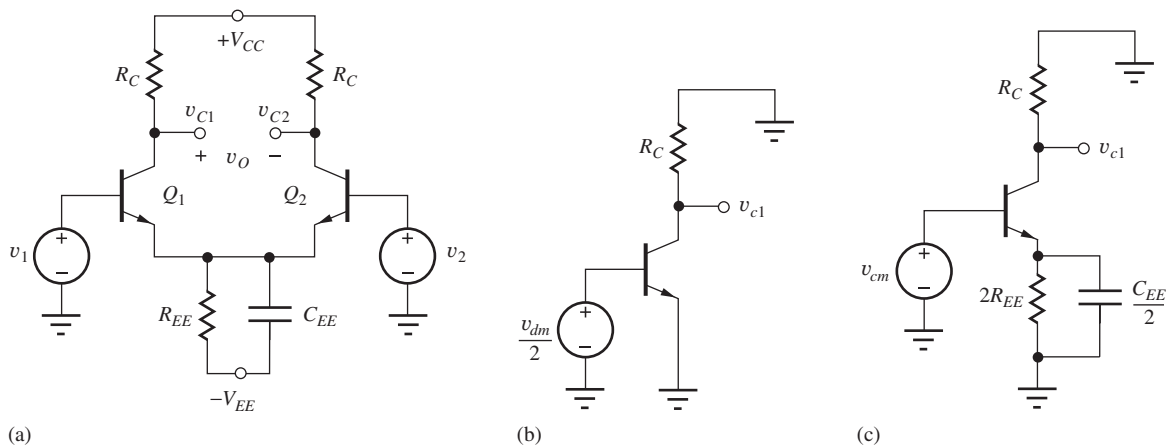 +V_CC
R_C
R_C
v_C1
v_C2
+
v_O
−
Q_1
Q_2
v_1
+
−
+
−
v_2
R_EE
C_EE
−V_EE
(a)
R_C
v_c1
v_dm
2
+
−
(b)
R_C
v_c1
v_cm
+
−
2R_EE
C_EE
2
(c)